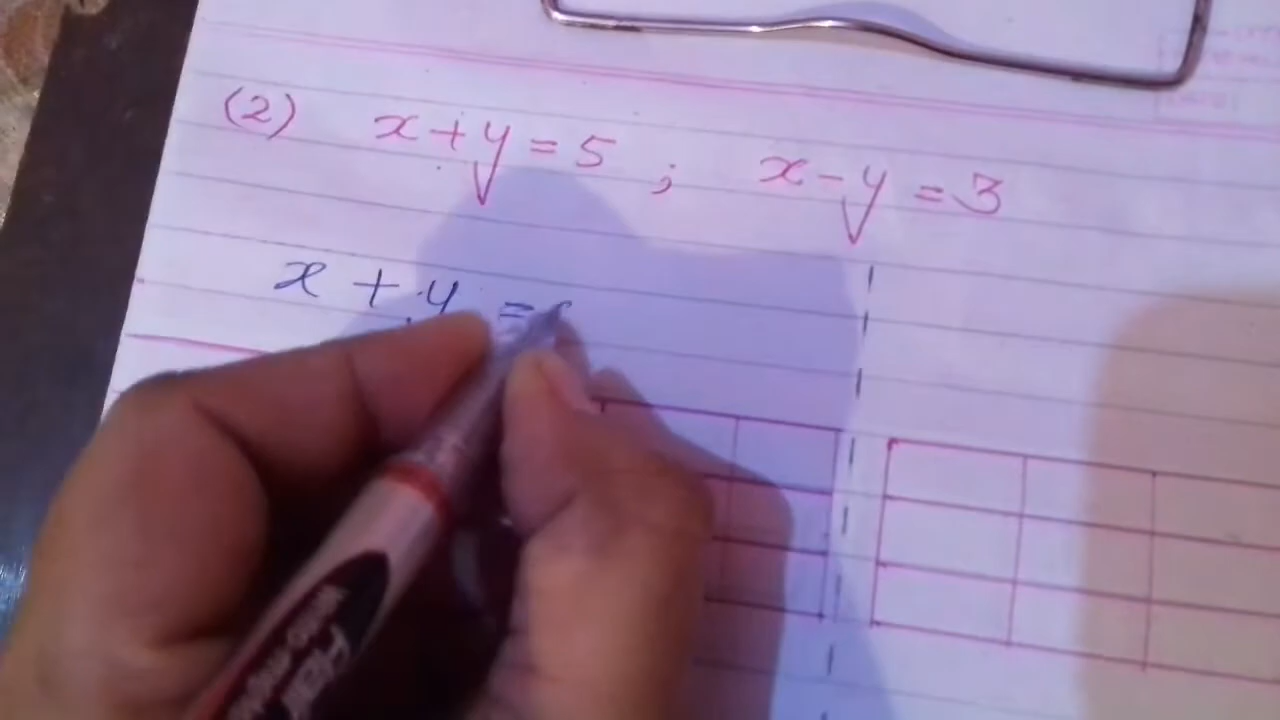 (2) x+y=5 ; x-y=3
x + y =